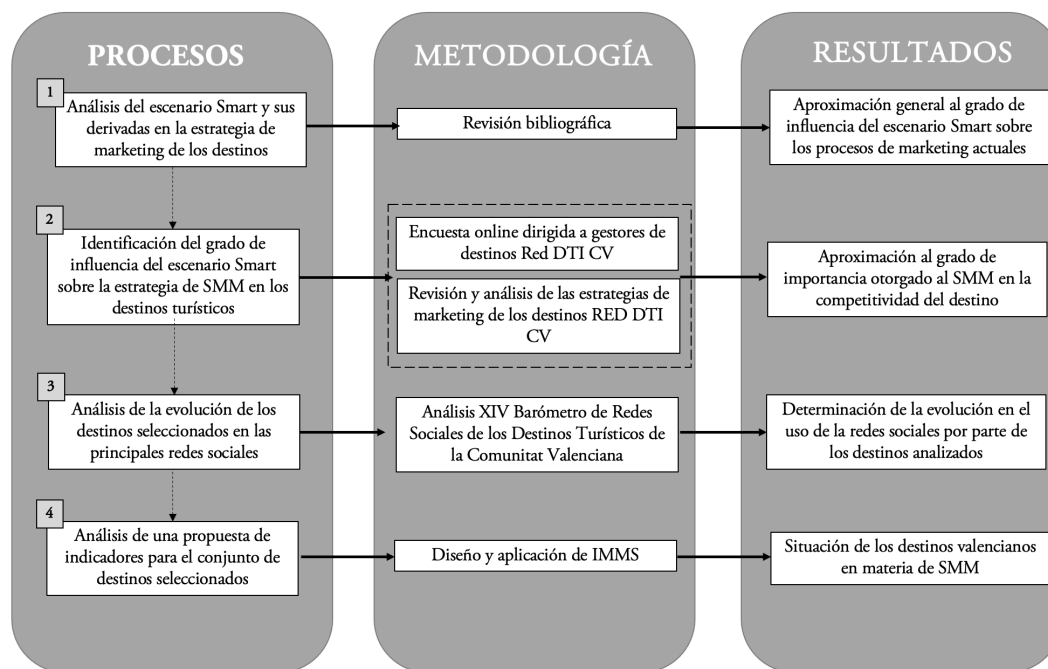 PROCESOS
METODOLOGÍA
RESULTADOS
1
Análisis del escenario Smart y sus
derivadas en la estrategia de
marketing de los destinos
Revisión bibliográfica
Aproximación general al grado de
influencia del escenario Smart sobre
los procesos de marketing actuales
2
Identificación del grado de
influencia del escenario Smart
sobre la estrategia de SMM en los
destinos turísticos
Encuesta online dirigida a gestores de
destinos Red DTI CV
Revisión y análisis de las estrategias de
marketing de los destinos RED DTI
CV
Aproximación al grado de
importancia otorgado al SMM en la
competitividad del destino
3
Análisis de la evolución de los
destinos seleccionados en las
principales redes sociales
Análisis XIV Barómetro de Redes
Sociales de los Destinos Turísticos de
la Comunitat Valenciana
Determinación de la evolución en el
uso de la redes sociales por parte de
los destinos analizados
4
Análisis de una propuesta de
indicadores para el conjunto de
destinos seleccionados
Diseño y aplicación de IMMS
Situación de los destinos valencianos
en materia de SMM